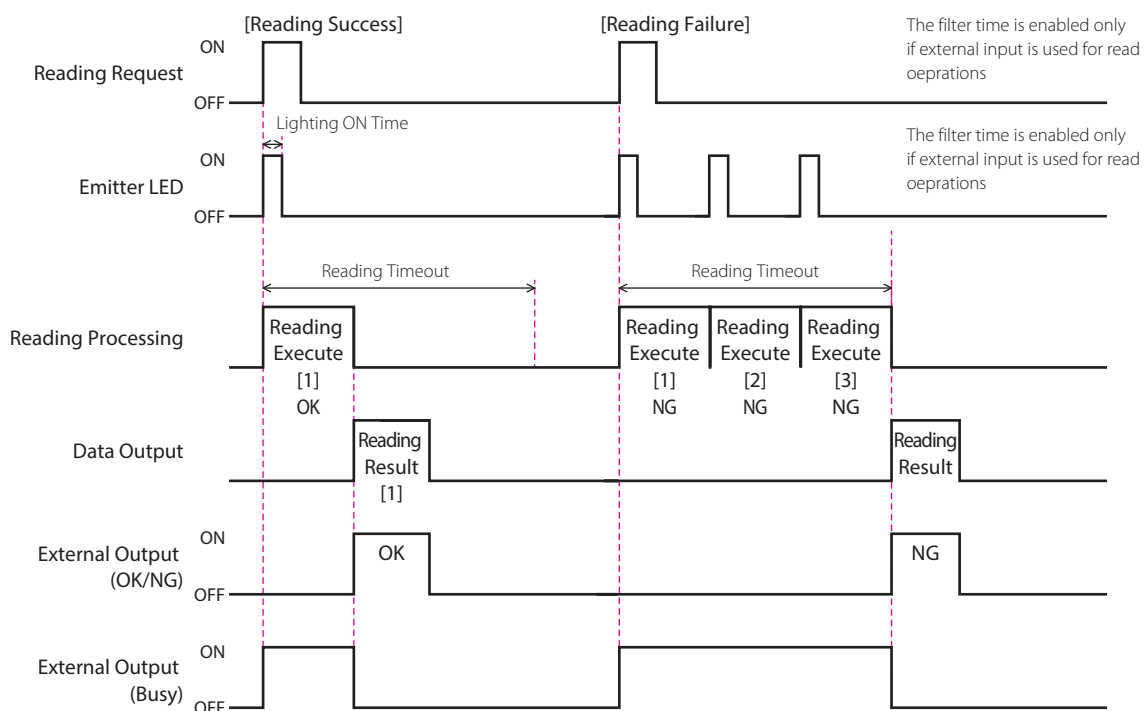 [Reading Success]
[Reading Failure]
The filter time is enabled only
if external input is used for read
oeprations
ON
Reading Request
OFF
Lighting ON Time
The filter time is enabled only
if external input is used for read
oeprations
ON
Emitter LED
OFF
Reading Timeout
Reading Timeout
Reading Processing
Reading
Execute
[1]
OK
Reading
Execute
[1]
NG
Reading
Execute
[2]
NG
Reading
Execute
[3]
NG
Data Output
Reading
Result
[1]
Reading
Result
ON
External Output
(OK/NG)
OFF
OK
NG
ON
External Output
(Busy)
OFF